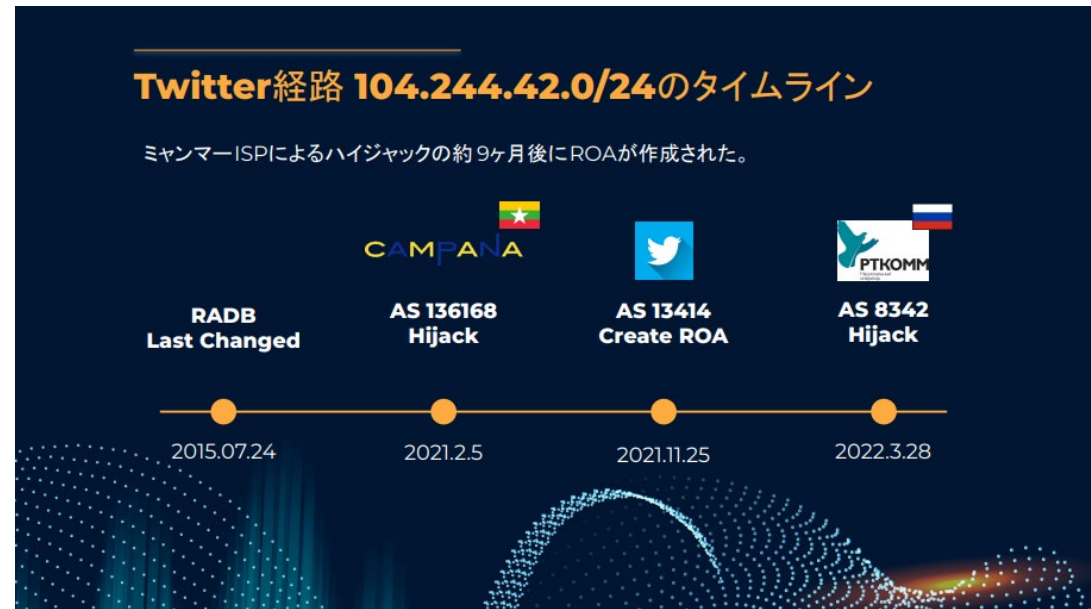 Twitter経路 104.244.42.0/24のタイムライン
ミャンマーISPによるハイジャックの約9ヶ月後にROAが作成された。
CAMPANA
РТКОММ
RADB
Last Changed
AS 136168
Hijack
AS 13414
Create ROA
AS 8342
Hijack
2015.07.24
2021.2.5
2021.11.25
2022.3.28